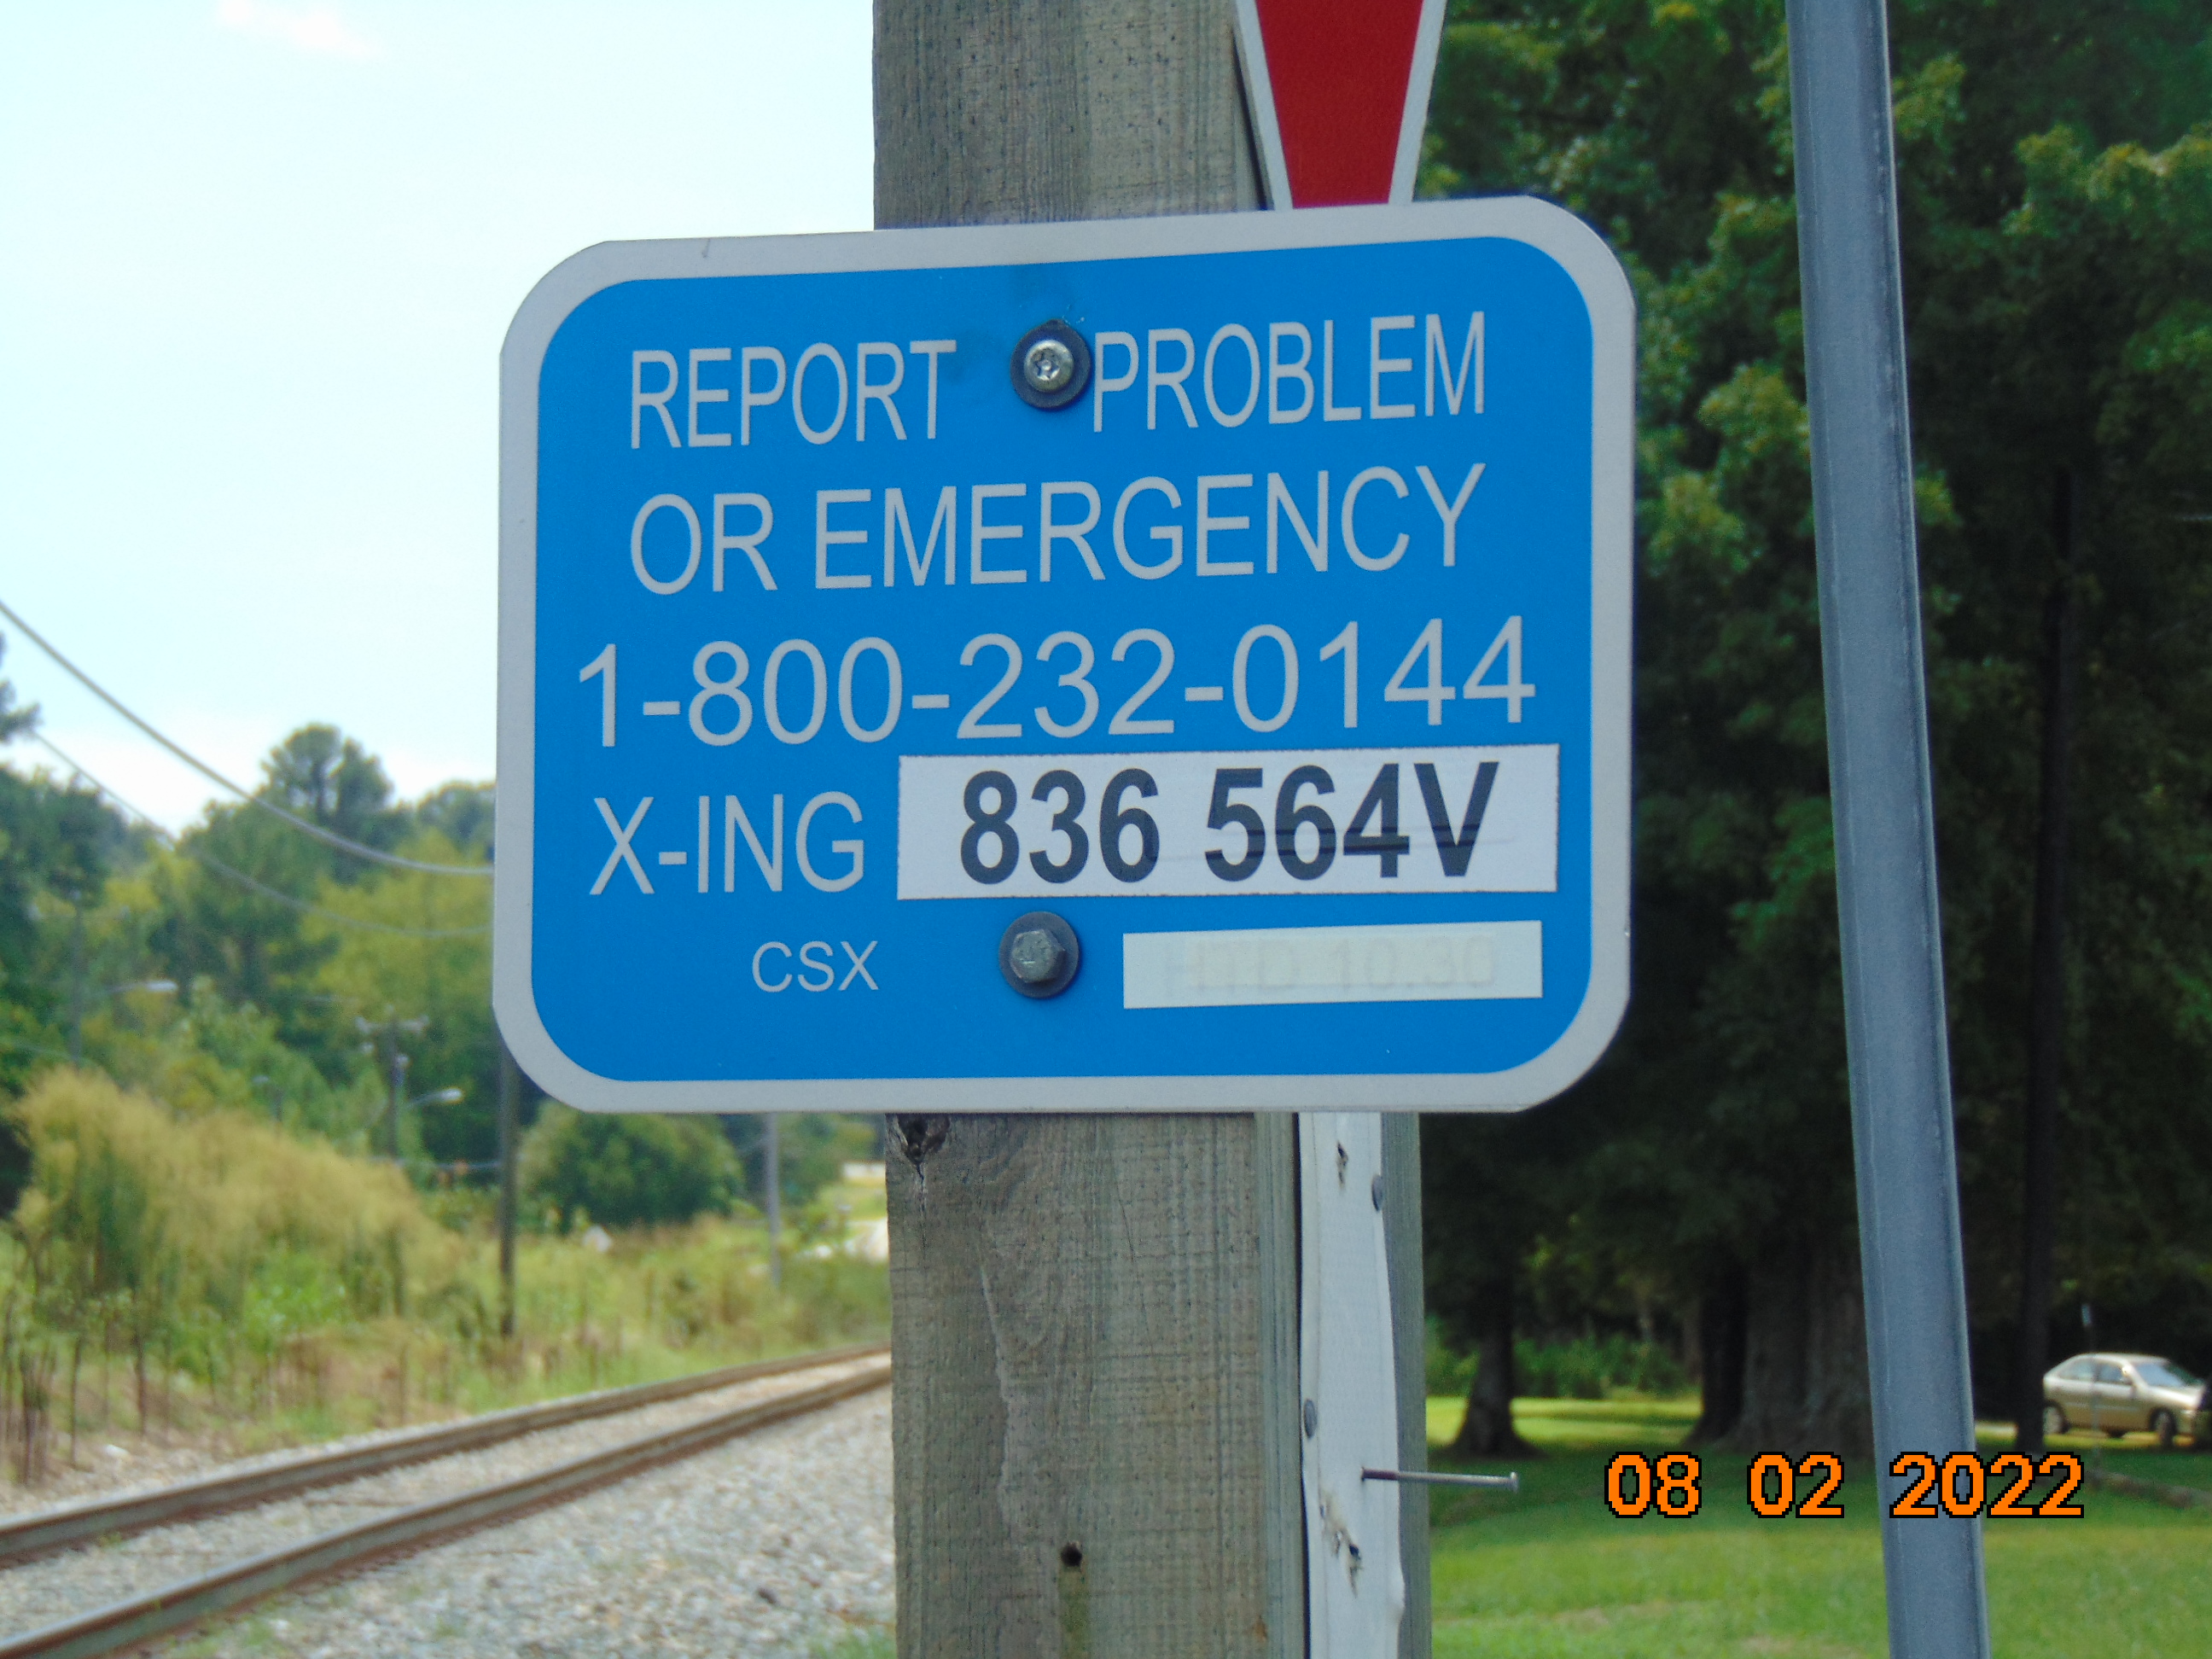 REPORT PROBLEM
OR EMERGENCY
1-800-232-0144
X-ING 836 564V
CSX
08 02 2022